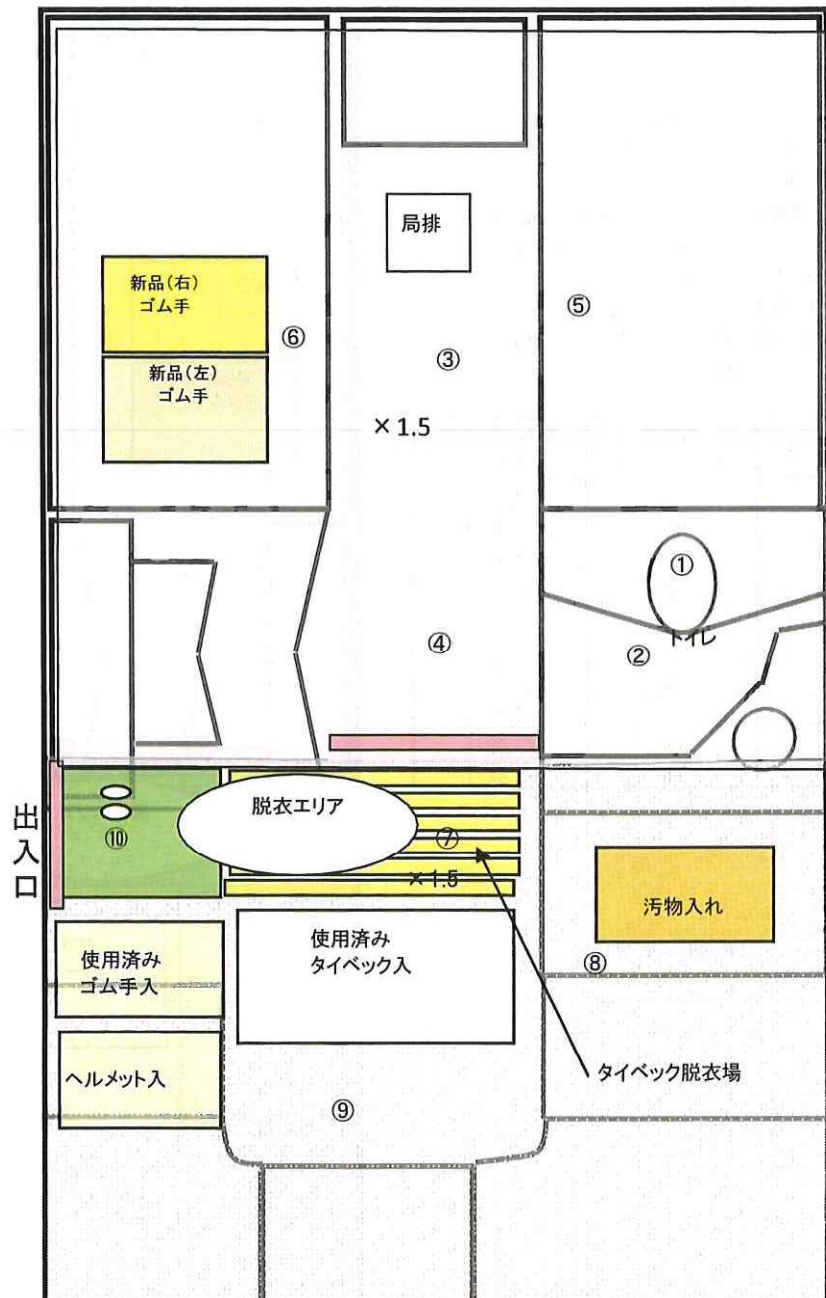 局排
新品(右)
ゴム手
⑥
新品(左)
ゴム手
③
⑤
×1.5
①
トイレ
②
④
出入口
脱衣エリア
⑩
⑦
×1.5
汚物入れ
使用済み
ゴム手入
使用済み
タイベック入
⑧
ヘルメット入
タイベック脱衣場
⑨